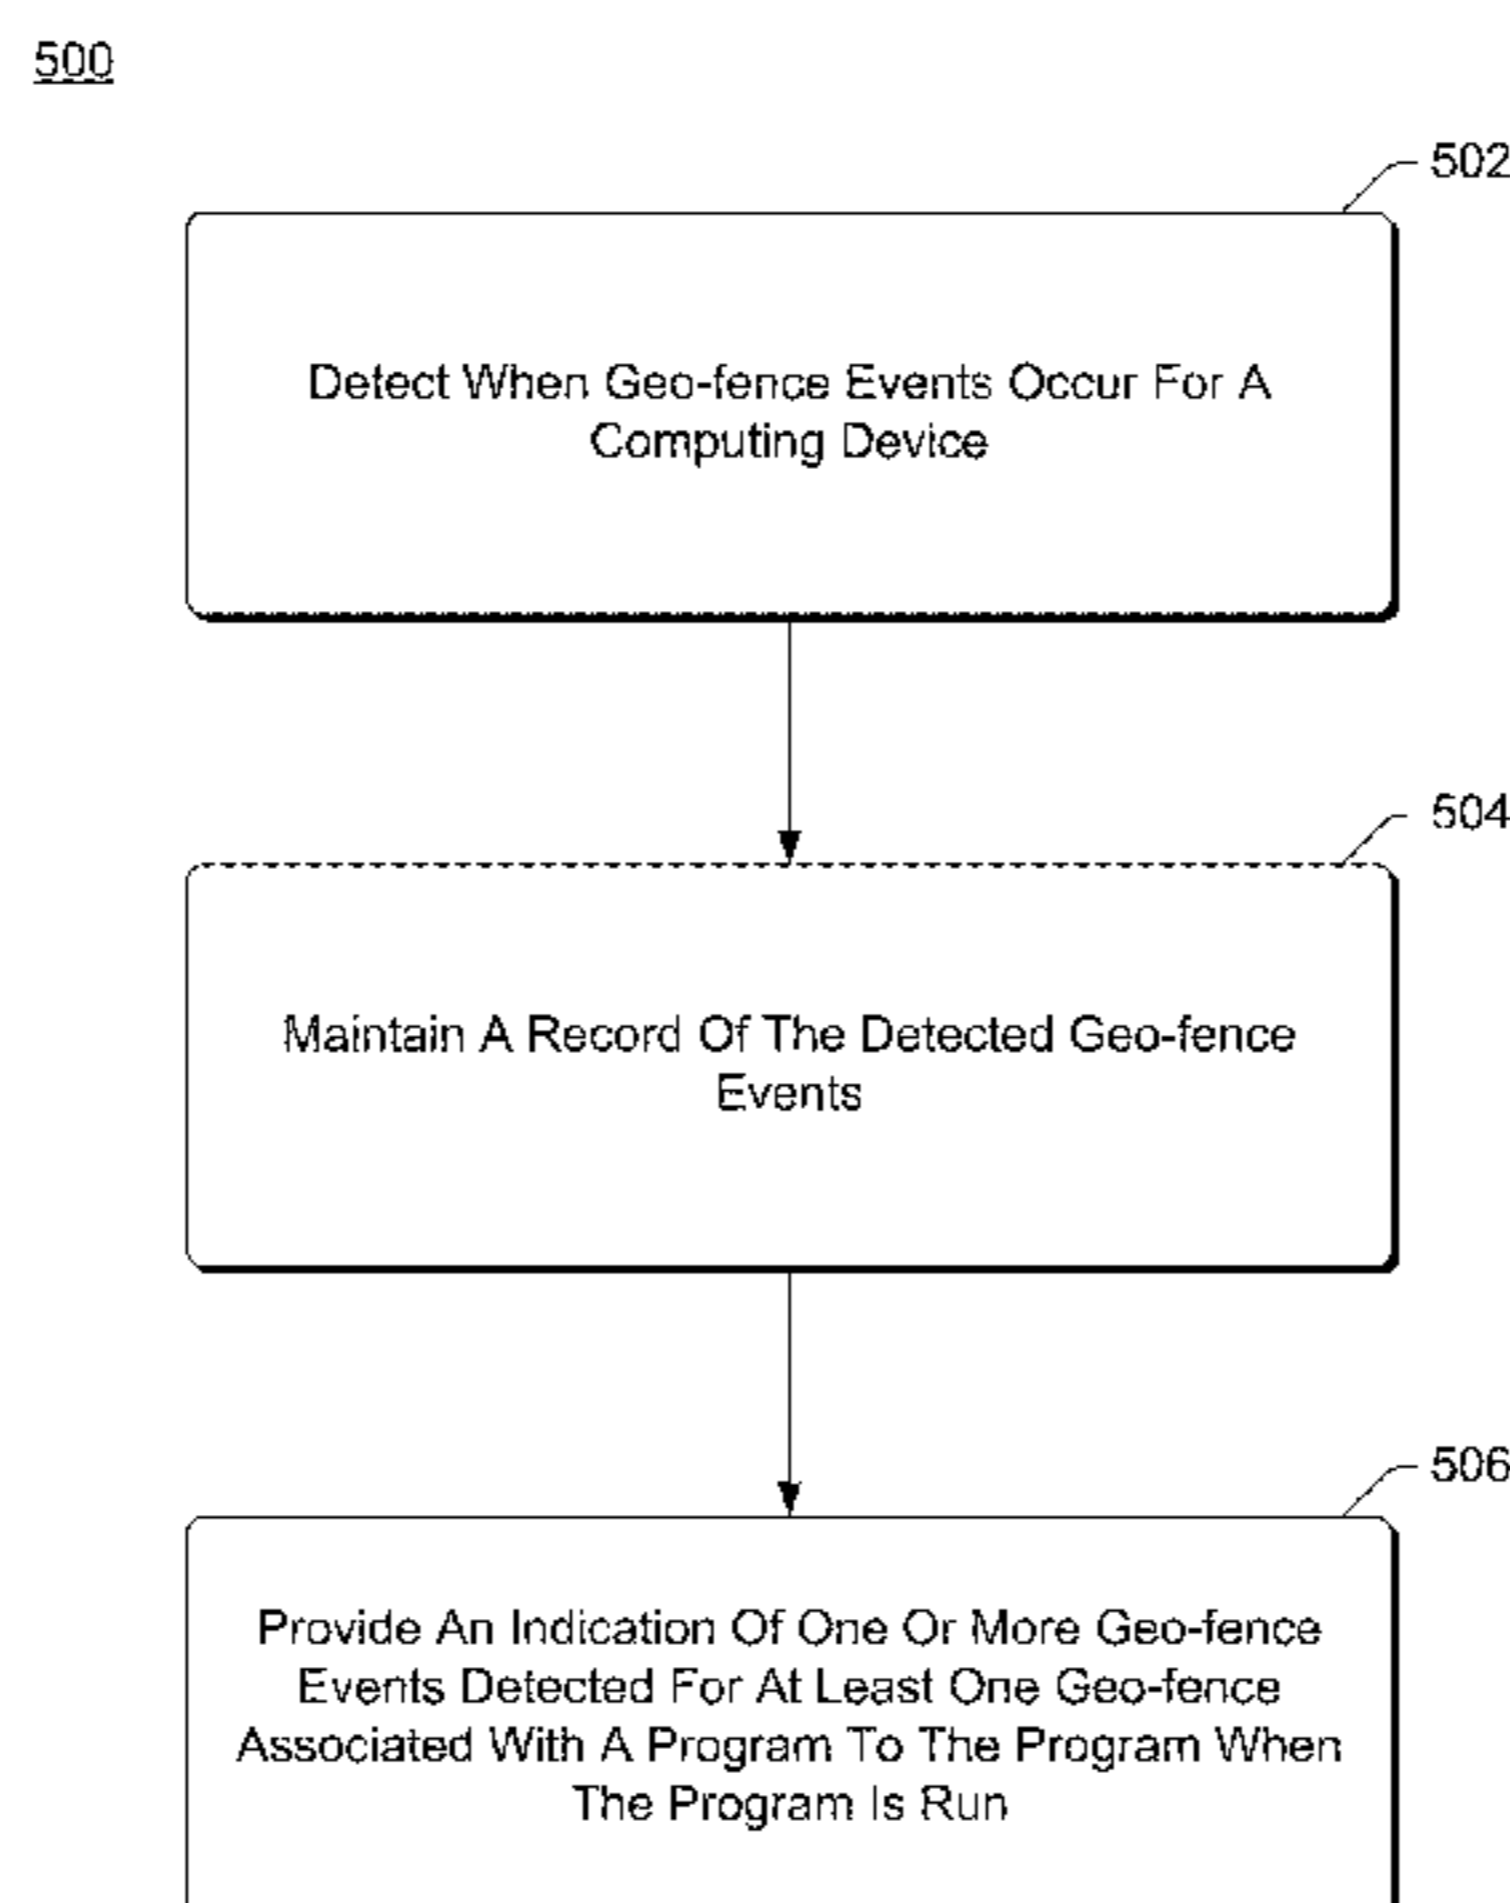 500
502
Detect When Geo-fence Events Occur For A
Computing Device
504
Maintain A Record Of The Detected Geo-fence
Events
506
Provide An Indication Of One Or More Geo-fence
Events Detected For At Least One Geo-fence
Associated With A Program To The Program When
The Program Is Run